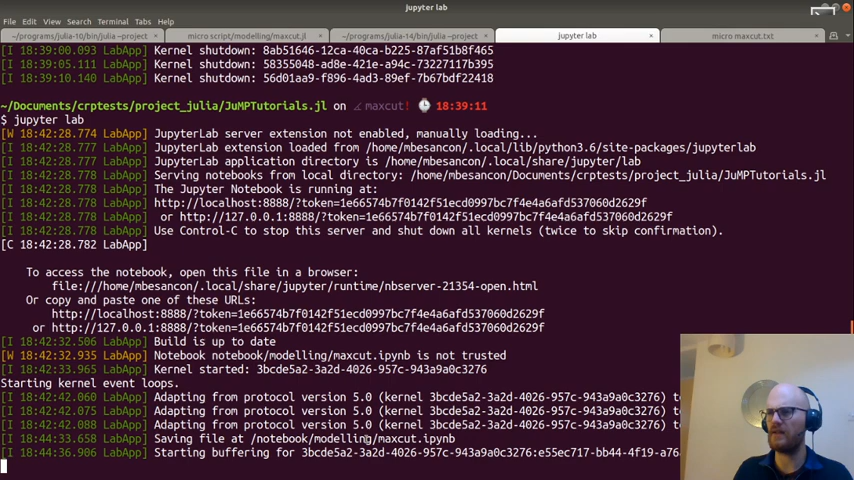 jupyter lab
File Edit View Search Terminal Tabs Help
~/programs/julia-10/bin/julia --project × micro script/modelling/maxcut.jl × ~/programs/julia-14/bin/julia --project × jupyter lab × micro maxcut.txt ×
[I 18:39:00.093 LabApp] Kernel shutdown: 8ab51646-12ca-40ca-b225-87af51b8f465
[I 18:39:05.111 LabApp] Kernel shutdown: 58355048-ad8e-421e-a94c-73227117b395
[I 18:39:10.140 LabApp] Kernel shutdown: 56d01aa9-f896-4ad3-89ef-7b67bdf22418
~/Documents/crptests/project_julia/JuMPTutorials.jl on maxcut! 18:39:11
$ jupyter lab
[W 18:42:28.774 LabApp] JupyterLab server extension not enabled, manually loading...
[I 18:42:28.777 LabApp] JupyterLab extension loaded from /home/mbesancon/.local/lib/python3.6/site-packages/jupyterlab
[I 18:42:28.777 LabApp] JupyterLab application directory is /home/mbesancon/.local/share/jupyter/lab
[I 18:42:28.778 LabApp] Serving notebooks from local directory: /home/mbesancon/Documents/crptests/project_julia/JuMPTutorials.jl
[I 18:42:28.778 LabApp] The Jupyter Notebook is running at:
[I 18:42:28.778 LabApp] http://localhost:8888/?token=1e66574b7f0142f51ecd0997bc7f4e4a6afd537060d2629f
[I 18:42:28.778 LabApp]  or http://127.0.0.1:8888/?token=1e66574b7f0142f51ecd0997bc7f4e4a6afd537060d2629f
[I 18:42:28.778 LabApp] Use Control-C to stop this server and shut down all kernels (twice to skip confirmation).
[C 18:42:28.782 LabApp]
To access the notebook, open this file in a browser:
file:///home/mbesancon/.local/share/jupyter/runtime/nbserver-21354-open.html
Or copy and paste one of these URLs:
http://localhost:8888/?token=1e66574b7f0142f51ecd0997bc7f4e4a6afd537060d2629f
or http://127.0.0.1:8888/?token=1e66574b7f0142f51ecd0997bc7f4e4a6afd537060d2629f
[I 18:42:32.506 LabApp] Build is up to date
[W 18:42:32.935 LabApp] Notebook notebook/modelling/maxcut.ipynb is not trusted
[I 18:42:33.965 LabApp] Kernel started: 3bcde5a2-3a2d-4026-957c-943a9a0c3276
Starting kernel event loops.
[I 18:42:42.060 LabApp] Adapting from protocol version 5.0 (kernel 3bcde5a2-3a2d-4026-957c-943a9a0c3276) t
[I 18:42:42.075 LabApp] Adapting from protocol version 5.0 (kernel 3bcde5a2-3a2d-4026-957c-943a9a0c3276) t
[I 18:42:42.088 LabApp] Adapting from protocol version 5.0 (kernel 3bcde5a2-3a2d-4026-957c-943a9a0c3276) t
[I 18:44:33.658 LabApp] Saving file at /notebook/modelling/maxcut.ipynb
[I 18:44:36.906 LabApp] Starting buffering for 3bcde5a2-3a2d-4026-957c-943a9a0c3276:e55ec717-bb44-4f19-a76